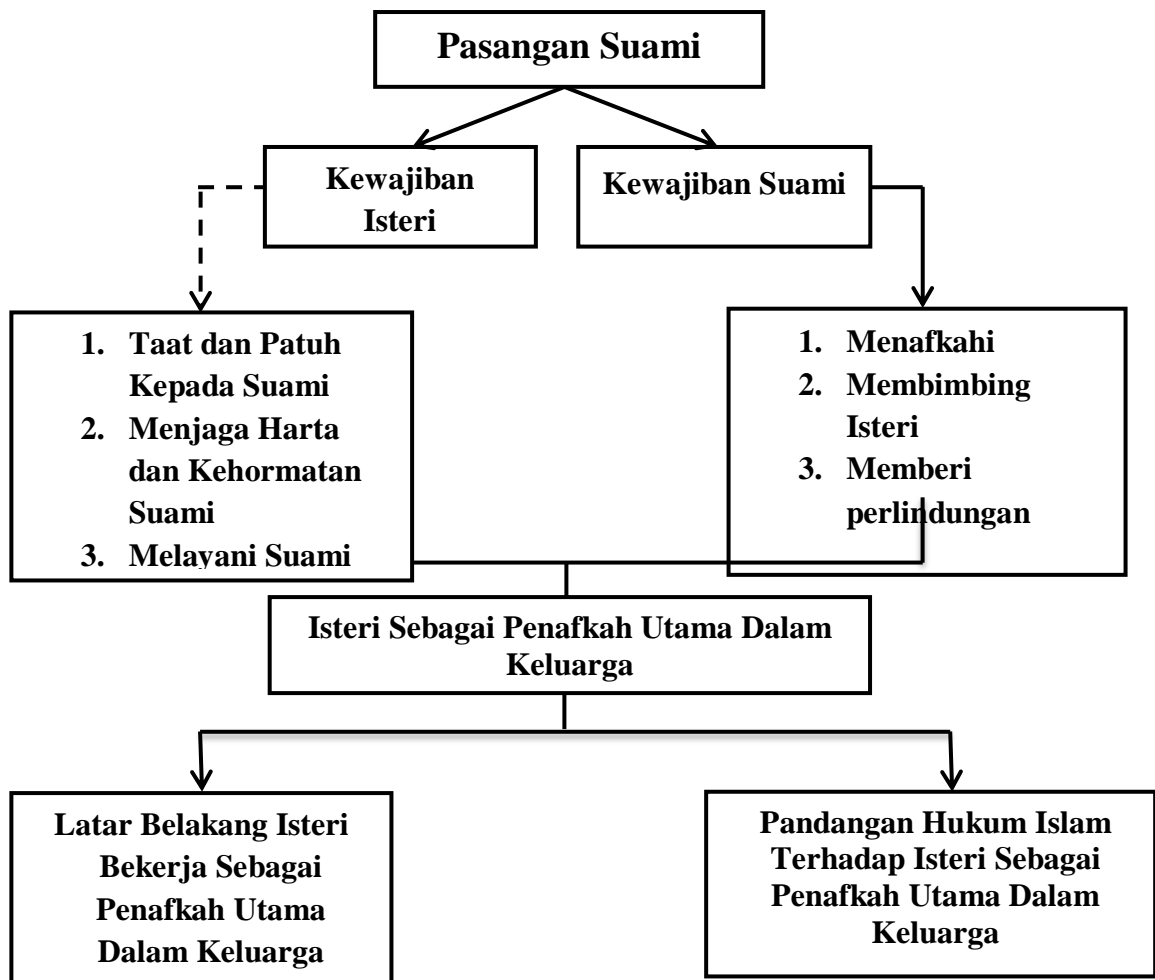 Pasangan Suami
Kewajiban
Isteri
Kewajiban Suami
1. Taat dan Patuh
Kepada Suami
2. Menjaga Harta
dan Kehormatan
Suami
3. Melayani Suami
1. Menafkahi
2. Membimbing
Isteri
3. Memberi
perlindungan
Isteri Sebagai Penafkah Utama Dalam
Keluarga
Latar Belakang Isteri
Bekerja Sebagai
Penafkah Utama
Dalam Keluarga
Pandangan Hukum Islam
Terhadap Isteri Sebagai
Penafkah Utama Dalam
Keluarga